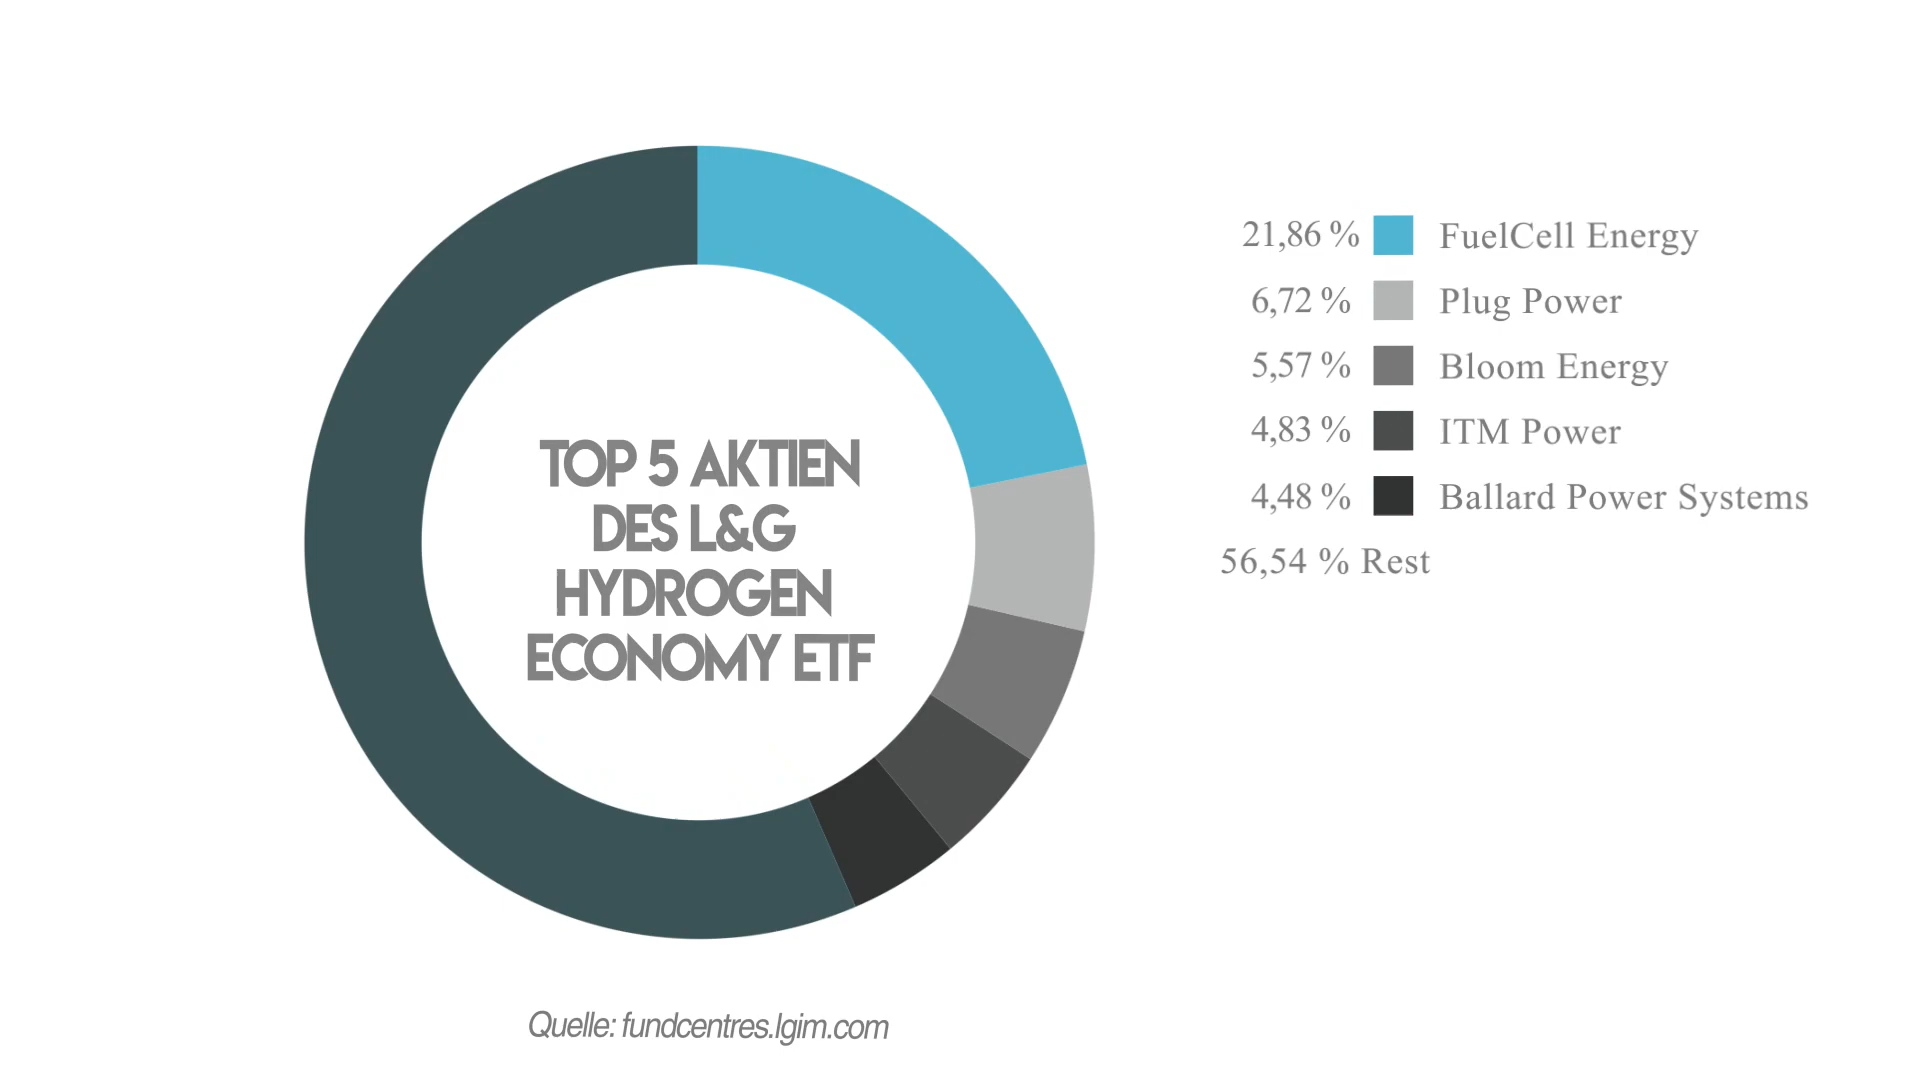 TOP 5 AKTIEN
DES L&G
HYDROGEN
ECONOMY ETF
21,86 % FuelCell Energy
6,72 % Plug Power
5,57 % Bloom Energy
4,83 % ITM Power
4,48 % Ballard Power Systems
56,54 % Rest
Quelle: fundcentres.lgim.com